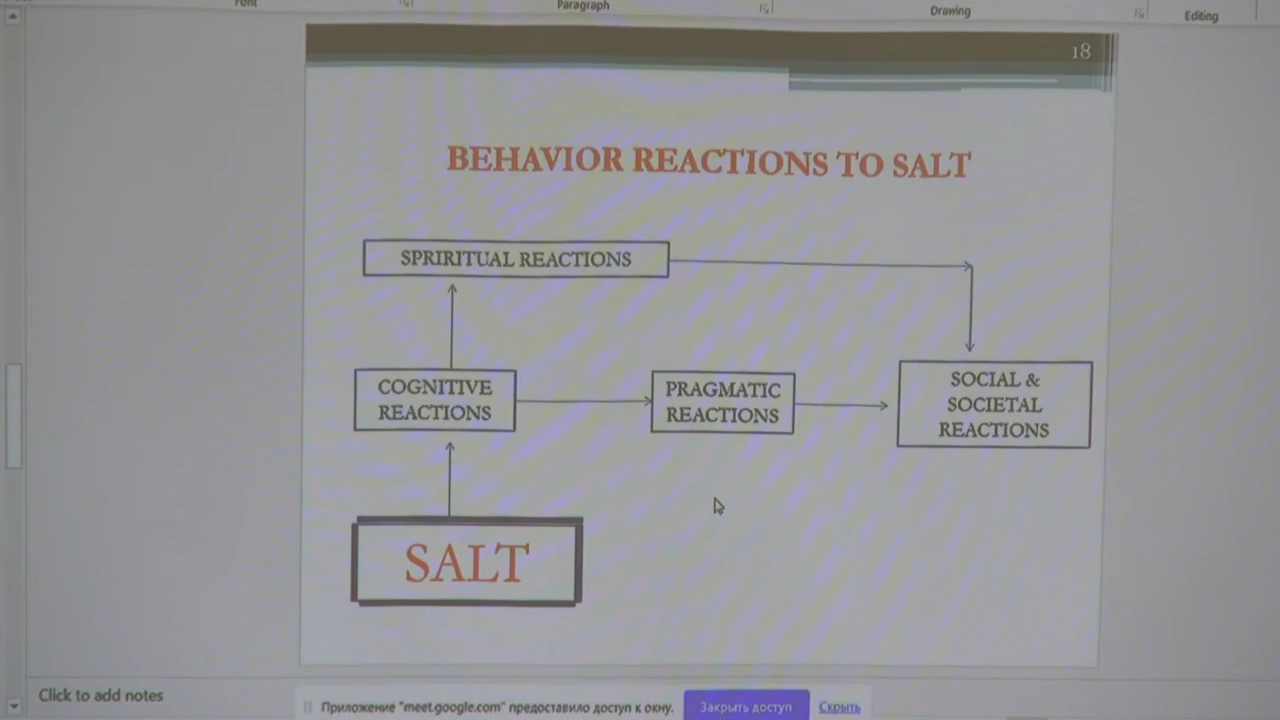 Font
Paragraph
Drawing
Editing
18
BEHAVIOR REACTIONS TO SALT
SPRIRITUAL REACTIONS
COGNITIVE
REACTIONS
PRAGMATIC
REACTIONS
SOCIAL &
SOCIETAL
REACTIONS
SALT
Click to add notes
Приложение "meet.google.com" предоставило доступ к окну.
Закрыть доступ
Скрыть